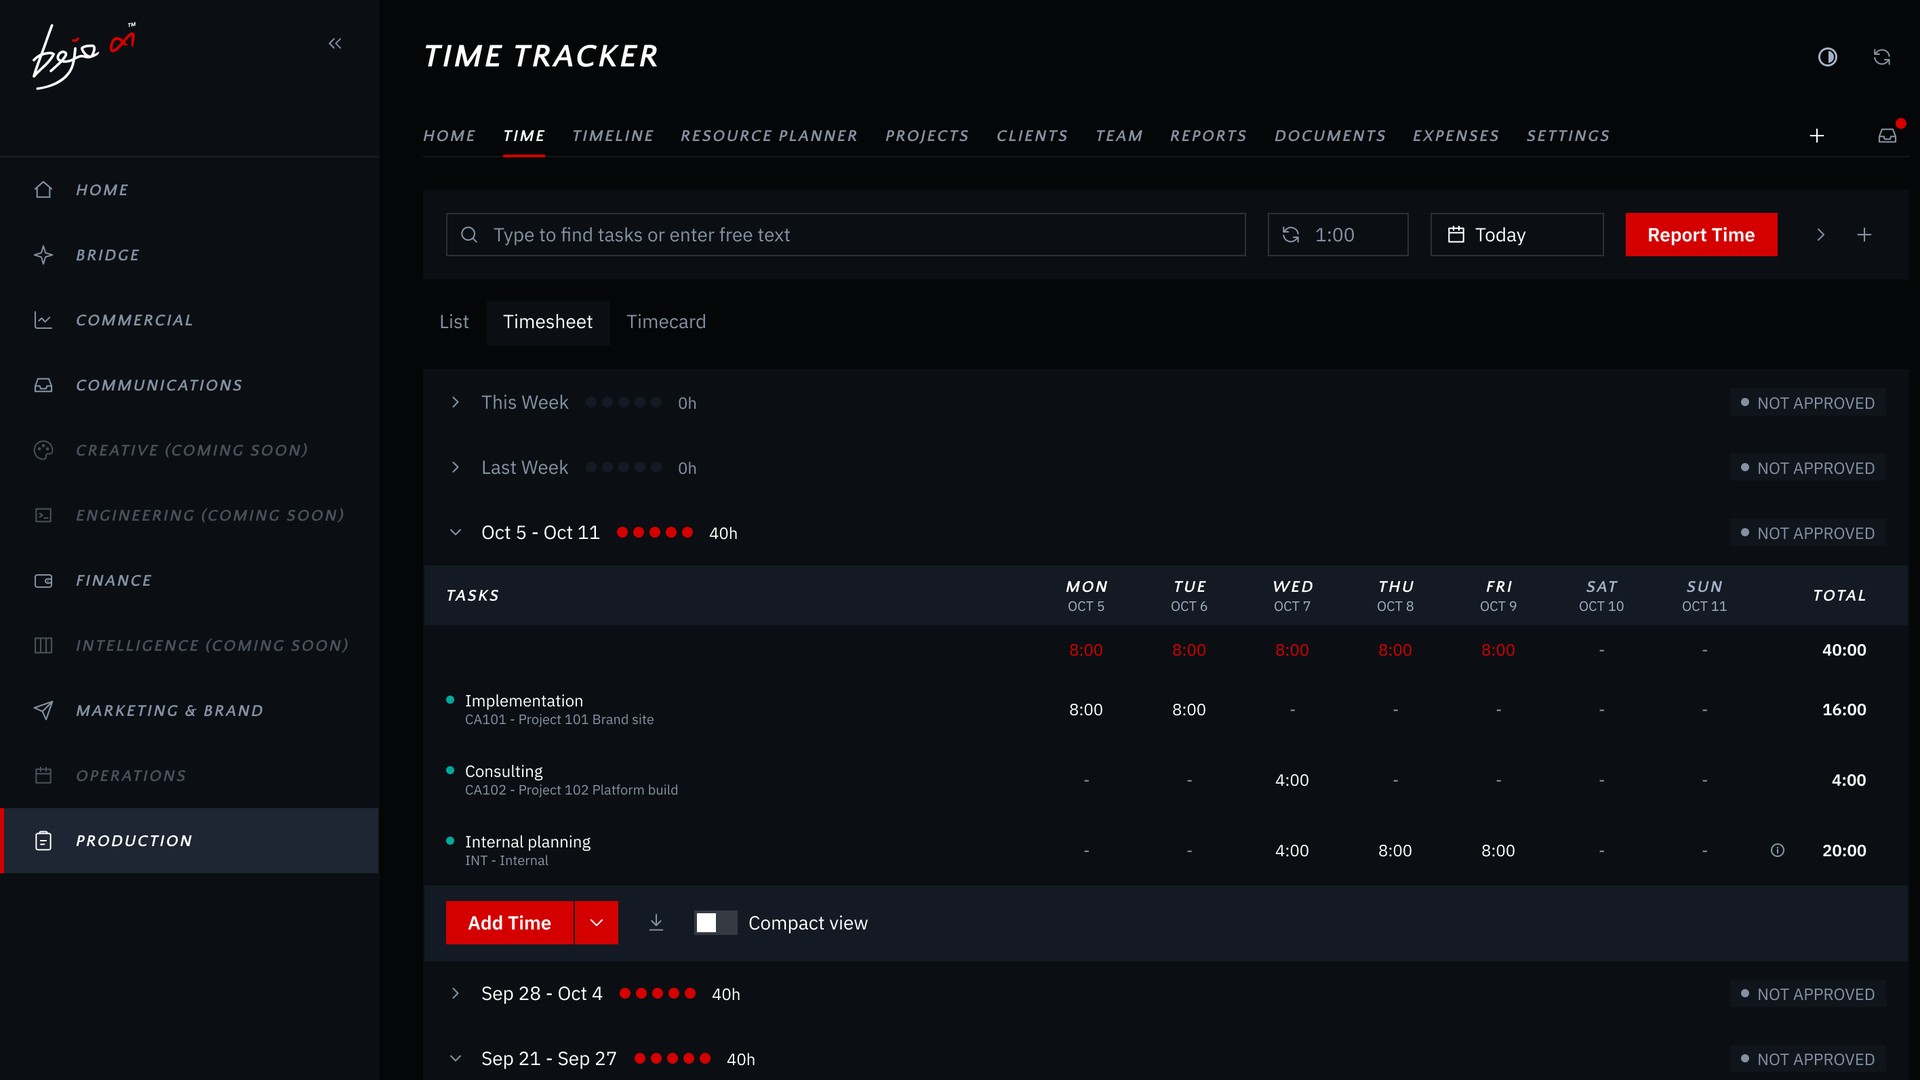 beja ™
TIME TRACKER
HOME TIME TIMELINE RESOURCE PLANNER PROJECTS CLIENTS TEAM REPORTS DOCUMENTS EXPENSES SETTINGS
HOME
BRIDGE
COMMERCIAL
COMMUNICATIONS
CREATIVE (COMING SOON)
ENGINEERING (COMING SOON)
FINANCE
INTELLIGENCE (COMING SOON)
MARKETING & BRAND
OPERATIONS
PRODUCTION
Type to find tasks or enter free text 1:00 Today Report Time
List Timesheet Timecard
This Week 0h NOT APPROVED
Last Week 0h NOT APPROVED
Oct 5 - Oct 11 40h NOT APPROVED
TASKS MON TUE WED THU FRI SAT SUN TOTAL
OCT 5 OCT 6 OCT 7 OCT 8 OCT 9 OCT 10 OCT 11
8:00 8:00 8:00 8:00 8:00 - - 40:00
Implementation 8:00 8:00 - - - - - 16:00
CA101 - Project 101 Brand site
Consulting - - 4:00 - - - - 4:00
CA102 - Project 102 Platform build
Internal planning - - 4:00 8:00 8:00 - - 20:00
INT - Internal
Add Time Compact view
Sep 28 - Oct 4 40h NOT APPROVED
Sep 21 - Sep 27 40h NOT APPROVED